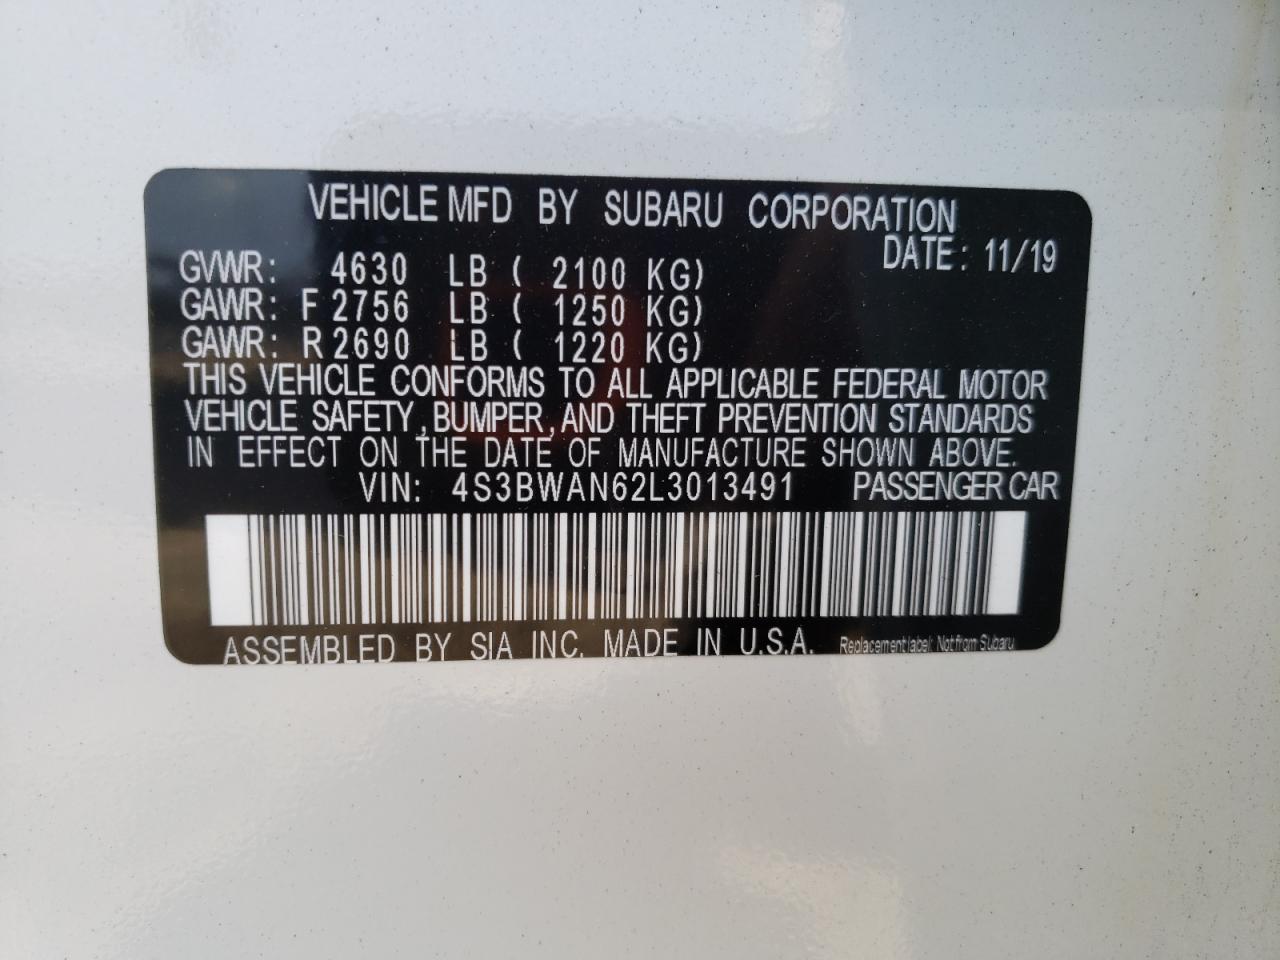 VEHICLE MFD BY SUBARU CORPORATION
DATE: 11/19
GVWR: 4630 LB ( 2100 KG)
GAWR: F 2756 LB ( 1250 KG)
GAWR: R 2690 LB ( 1220 KG)
THIS VEHICLE CONFORMS TO ALL APPLICABLE FEDERAL MOTOR
VEHICLE SAFETY, BUMPER, AND THEFT PREVENTION STANDARDS
IN EFFECT ON THE DATE OF MANUFACTURE SHOWN ABOVE.
VIN: 4S3BWAN62L3013491 PASSENGER CAR
ASSEMBLED BY SIA INC. MADE IN U.S.A. Replacement label: Not from Subaru